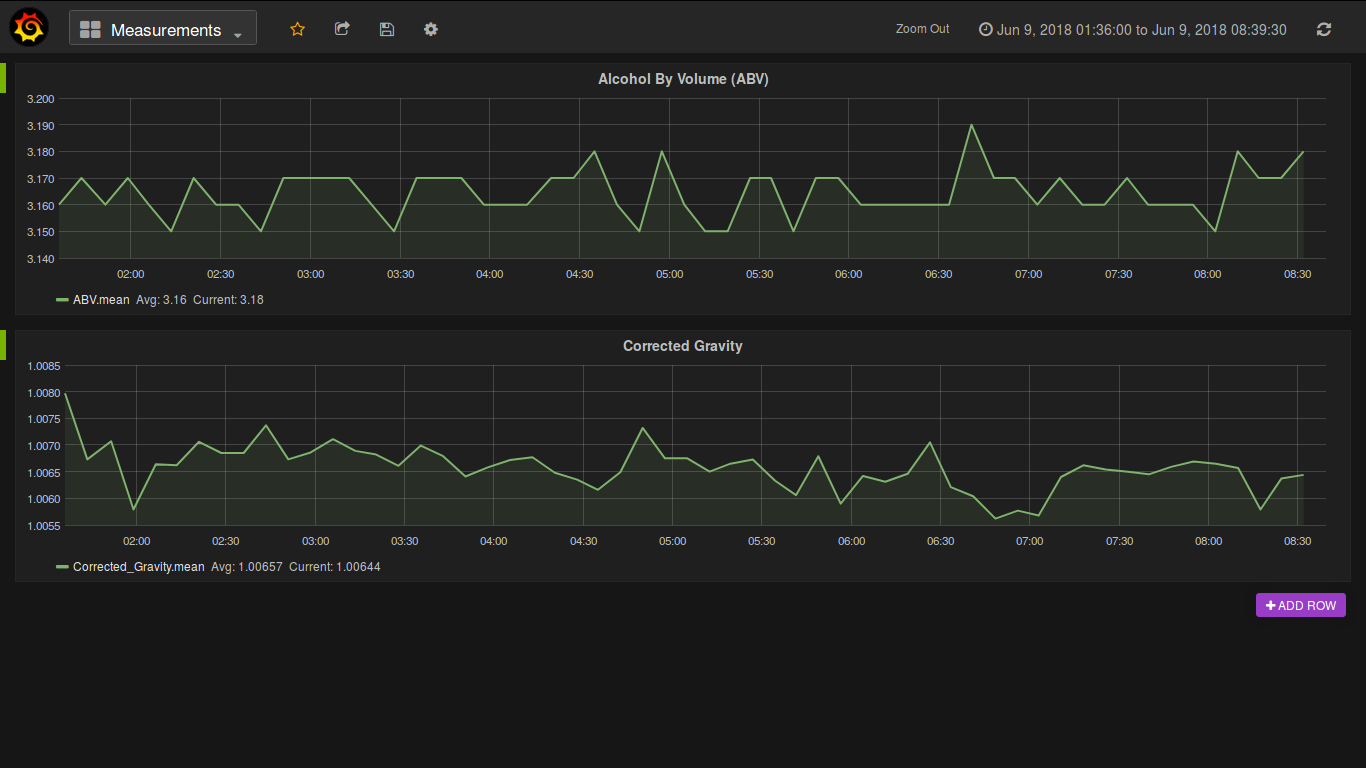 Measurements
Zoom Out Jun 9, 2018 01:36:00 to Jun 9, 2018 08:39:30
Alcohol By Volume (ABV)
3.200
3.190
3.180
3.170
3.160
3.150
3.140
02:00 02:30 03:00 03:30 04:00 04:30 05:00 05:30 06:00 06:30 07:00 07:30 08:00 08:30
ABV.mean Avg: 3.16 Current: 3.18
Corrected Gravity
1.0085
1.0080
1.0075
1.0070
1.0065
1.0060
1.0055
02:00 02:30 03:00 03:30 04:00 04:30 05:00 05:30 06:00 06:30 07:00 07:30 08:00 08:30
Corrected_Gravity.mean Avg: 1.00657 Current: 1.00644
+ ADD ROW